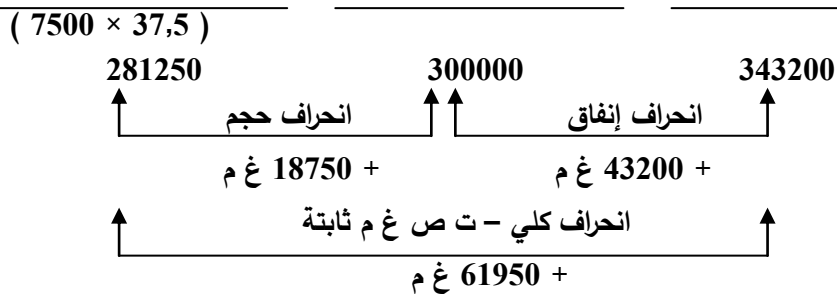 ( 7500 × 37,5 )
343200 300000 281250
انحراف إنفاق انحراف حجم
+ 43200 غ م + 18750 غ م
انحراف كلي – ت ص غ م ثابتة
+ 61950 غ م